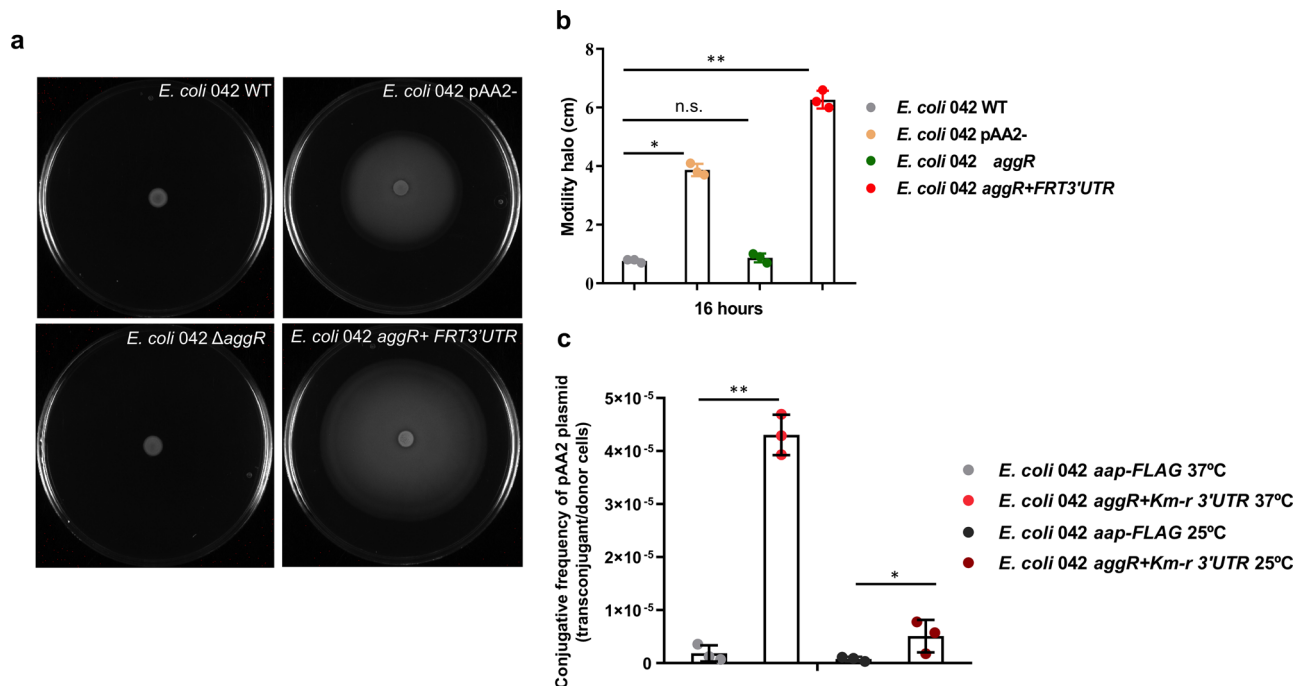 a
E. coli 042 WT
E. coli 042 pAA2-
E. coli 042 ΔaggR
E. coli 042 aggR+ FRT3'UTR
b
Motility halo (cm)
8
6
4
2
0
**
n.s.
*
16 hours
E. coli 042 WT
E. coli 042 pAA2-
E. coli 042 aggR
E. coli 042 aggR+FRT3'UTR
c
Conjugative frequency of pAA2 plasmid
(transconjugant/donor cells)
5×10⁻⁵
4×10⁻⁵
3×10⁻⁵
2×10⁻⁵
1×10⁻⁵
0
**
*
E. coli 042 aap-FLAG 37ºC
E. coli 042 aggR+Km-r 3'UTR 37ºC
E. coli 042 aap-FLAG 25ºC
E. coli 042 aggR+Km-r 3'UTR 25ºC